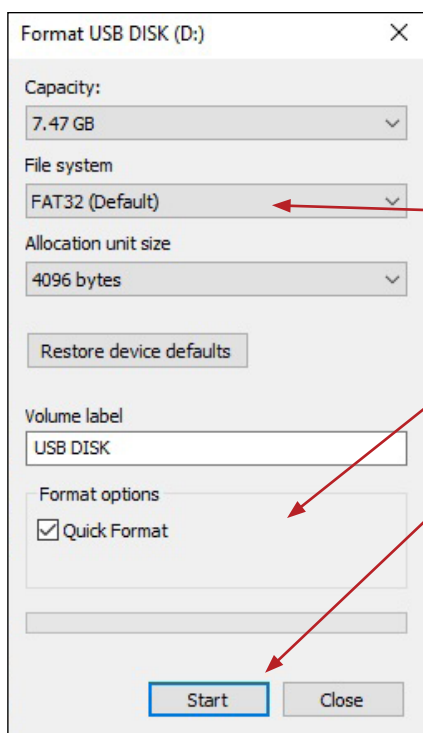 Format USB DISK (D:)
Capacity:
7.47 GB
File system
FAT32 (Default)
Allocation unit size
4096 bytes
Restore device defaults
Volume label
USB DISK
Format options
Quick Format
Start Close